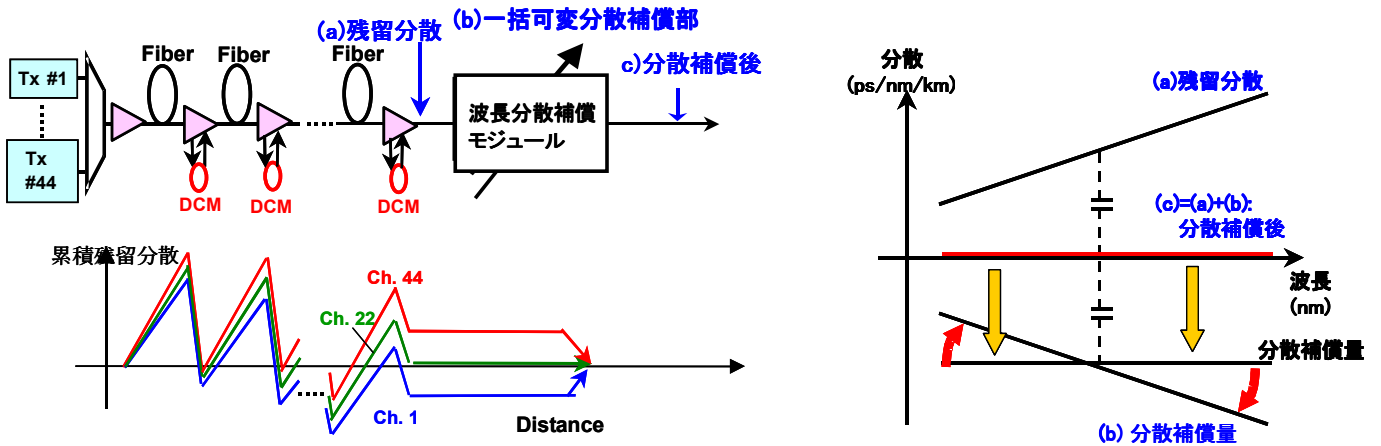 (a)残留分散
(b)一括可変分散補償部
c)分散補償後
Fiber
Fiber
Fiber
Tx #1
Tx
#44
波長分散補償
モジュール
DCM
DCM
DCM
累積残留分散
Ch. 44
Ch. 22
Ch. 1
Distance
分散
(ps/nm/km)
(a)残留分散
(c)=(a)+(b):
分散補償後
波長
(nm)
分散補償量
(b) 分散補償量